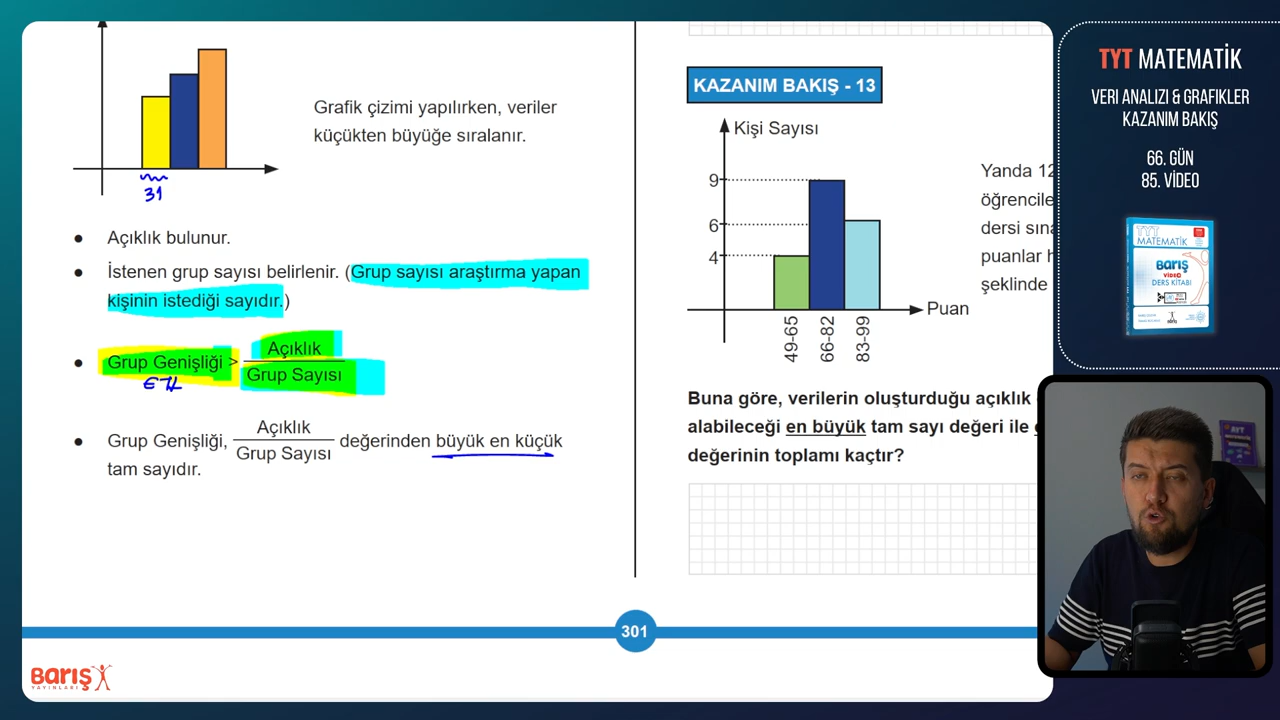 Grafik çizimi yapılırken, veriler
küçükten büyüğe sıralanır.
31
● Açıklık bulunur.
● İstenen grup sayısı belirlenir. (Grup sayısı araştırma yapan
kişinin istediği sayıdır.)
● Grup Genişliği > Açıklık
Grup Sayısı
● Grup Genişliği, Açıklık
Grup Sayısı
değerinden büyük en küçük
tam sayıdır.
KAZANIM BAKIŞ - 13
Kişi Sayısı
9
6
4
Puan
49-65
66-82
83-99
Yanda 12
öğrencile
dersi sına
puanlar h
şeklinde
Buna göre, verilerin oluşturduğu açıklık
alabileceği en büyük tam sayı değeri ile
değerinin toplamı kaçtır?
301
BARIŞ
YAYINLARI
TYT MATEMATİK
VERI ANALIZI & GRAFIKLER
KAZANIM BAKIŞ
66. GÜN
85. VİDEO
TYT
MATEMATİK
BARIŞ
VİDEO
DERS KİTABI